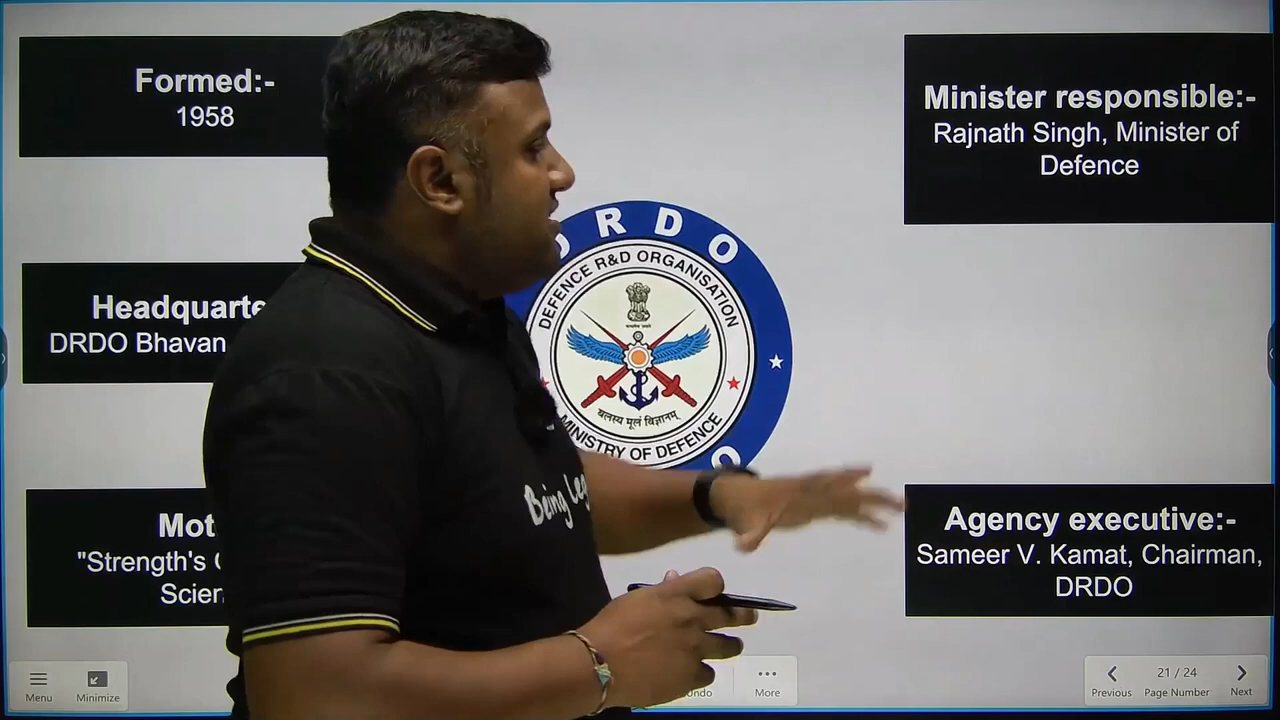 Formed:-
1958
Headquarte
DRDO Bhavan
Mot
"Strength's
Scien
DRDO
DEFENCE R&D ORGANISATION
बलस्य मूलं विज्ञानम्
MINISTRY OF DEFENCE
Being Leg
Minister responsible:-
Rajnath Singh, Minister of
Defence
Agency executive:-
Sameer V. Kamat, Chairman,
DRDO
Menu
Minimize
Undo
More
Previous
21 / 24
Page Number
Next